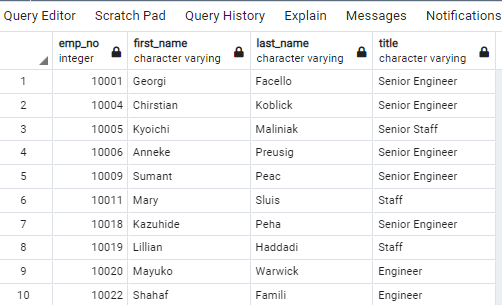 Query Editor Scratch Pad Query History Explain Messages Notifications
emp_no first_name last_name title
integer character varying character varying character varying
1 10001 Georgi Facello Senior Engineer
2 10004 Chirstian Koblick Senior Engineer
3 10005 Kyoichi Maliniak Senior Staff
4 10006 Anneke Preusig Senior Engineer
5 10009 Sumant Peac Senior Engineer
6 10011 Mary Sluis Staff
7 10018 Kazuhide Peha Senior Engineer
8 10019 Lillian Haddadi Staff
9 10020 Mayuko Warwick Engineer
10 10022 Shahaf Famili Engineer